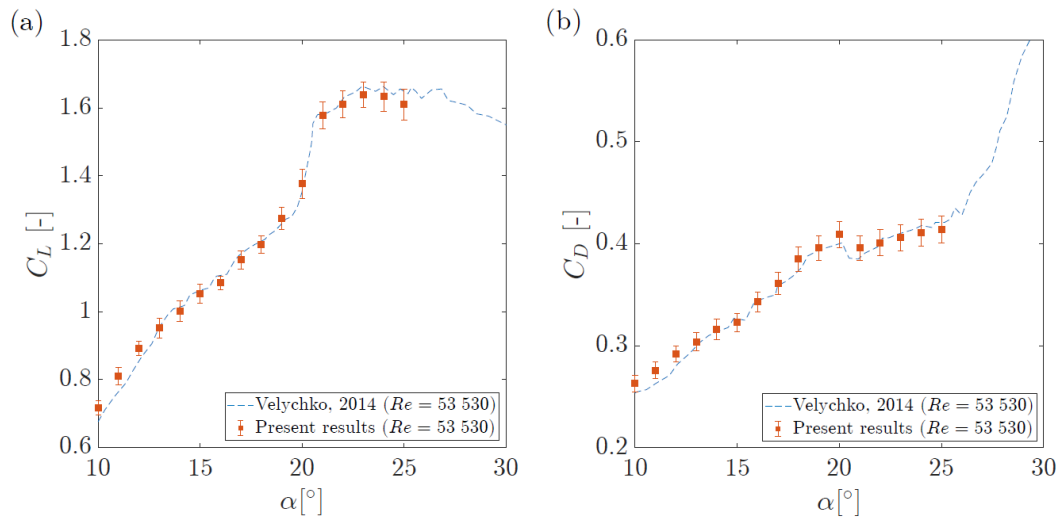 (a)
1.8
1.6
1.4
1.2
1
0.8
0.6
C_L [-]
10 15 20 25 30
α[°]
Velychko, 2014 (Re = 53 530)
Present results (Re = 53 530)
(b)
0.6
0.5
0.4
0.3
0.2
C_D [-]
10 15 20 25 30
α[°]
Velychko, 2014 (Re = 53 530)
Present results (Re = 53 530)